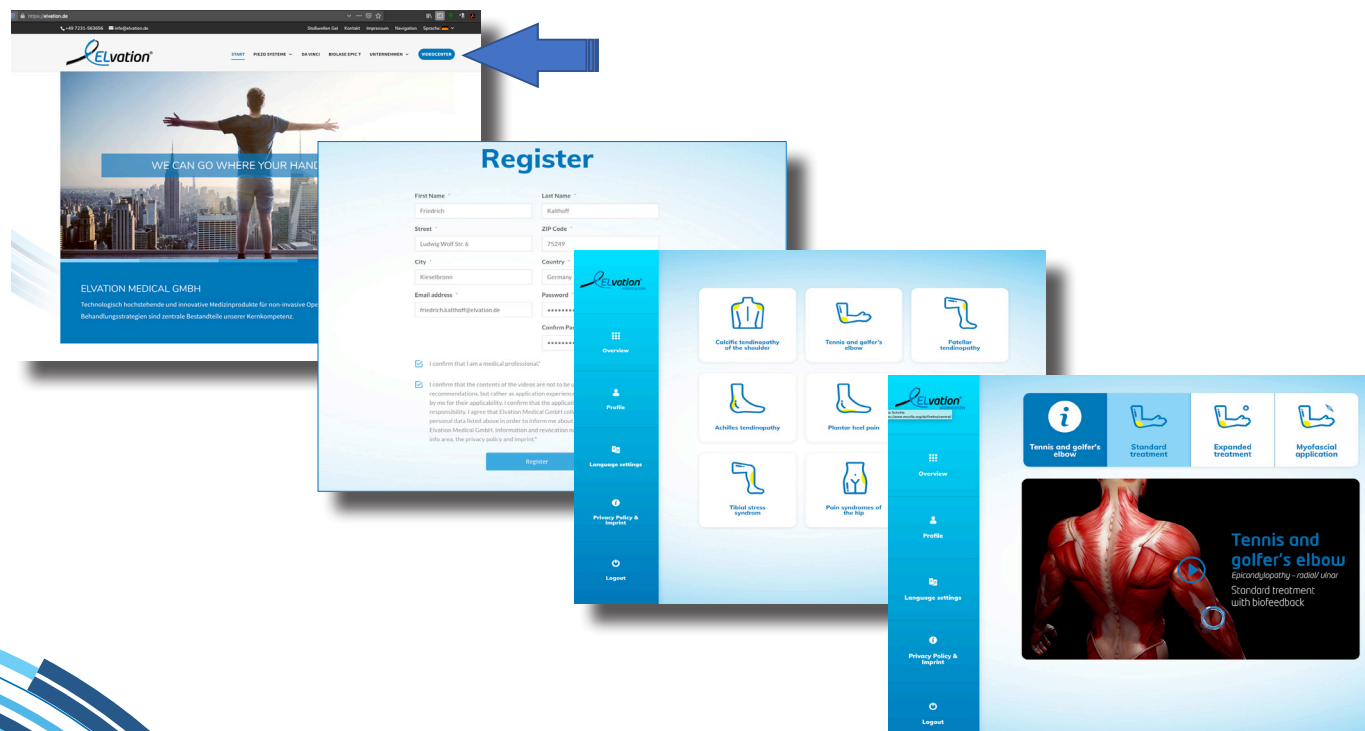 https://elvation.de
+49 7231-563656 info@elvation.de
Stoßwellen Gel Kontakt Impressum Navigation Sprache:
ELvation®
START PIEZO SYSTEME DA VINCI BIOLASE EPIC T UNTERNEHMEN VIDEOCENTER
WE CAN GO WHERE YOUR HAND
ELVATION MEDICAL GMBH
Technologisch hochstehende und innovative Medizinprodukte für non-invasive Ope
Behandlungsstrategien sind zentrale Bestandteile unserer Kernkompetenz.
Register
First Name * Last Name *
Friedrich Kalthoff
Street * ZIP Code *
Ludwig Wolf Str. 6 75249
City * Country *
Kieselbronn Germany
Email address * Password *
friedrich.kalthoff@elvation.de
Confirm Pas
I confirm that I am a medical professional.*
I confirm that the contents of the videos are not to be u
recommendations, but rather as application experience
by me for their applicability. I confirm that the applicati
responsibility. I agree that Elvation Medical GmbH coll
personal data listed above in order to inform me about
Elvation Medical GmbH. Information and revocation n
info area, the privacy policy and imprint.*
Register
ELvation®
Overview
Profile
Language settings
Privacy Policy &
Imprint
Logout
Calcific tendinopathy
of the shoulder
Tennis and golfer's
elbow
Patellar
tendinopathy
Achilles tendinopathy
Plantar heel pain
Tibial stress
syndrom
Pain syndromes of
the hip
ELvation®
Overview
Profile
Language settings
Privacy Policy &
Imprint
Logout
Tennis and golfer's
elbow
Standard
treatment
Expanded
treatment
Myofascial
application
Tennis and
golfer's elbow
Epicondylopathy - radial/ ulnar
Standard treatment
with biofeedback